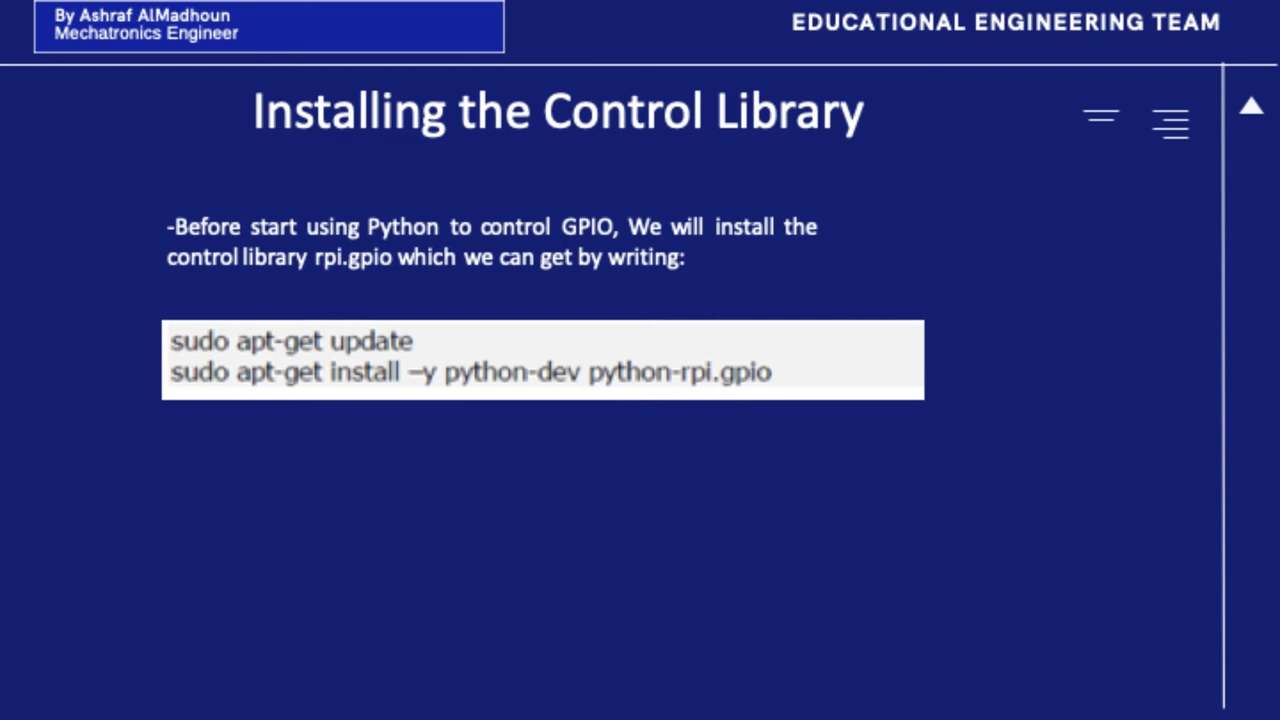 By Ashraf AlMadhoun
Mechatronics Engineer
EDUCATIONAL ENGINEERING TEAM
Installing the Control Library
-Before start using Python to control GPIO, We will install the
control library rpi.gpio which we can get by writing:
sudo apt-get update
sudo apt-get install –y python-dev python-rpi.gpio